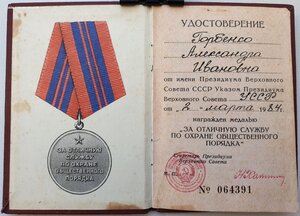 ЗА ОТЛИЧНУЮ
СЛУЖБУ
ПО ОХРАНЕ
ОБЩЕСТВЕННОГО
ПОРЯДКА
УДОСТОВЕРЕНИЕ
Горбенко
Александра
Ивановна
от имени Президиума Верховного
Совета СССР Указом Президиума
Верховного Совета УССР
от 2 марта 1984г.
награжден медалью
"ЗА ОТЛИЧНУЮ СЛУЖБУ
ПО ОХРАНЕ ОБЩЕСТВЕННОГО
ПОРЯДКА"
Секретарь Президиума
Верховного Совета
№ 064391